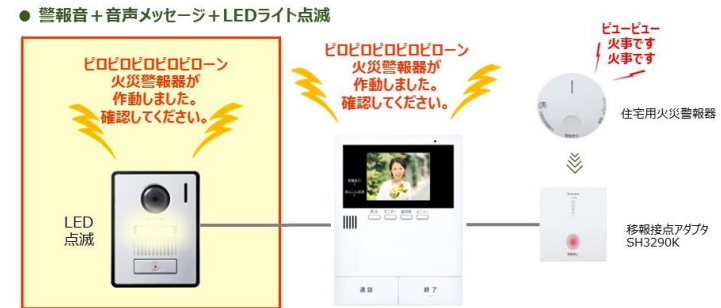 ● 警報音+音声メッセージ+LEDライト点滅
ピロピロピロピロピローン
火災警報器が
作動しました。
確認してください。
LED
点滅
ピロピロピロピロピローン
火災警報器が
作動しました。
確認してください。
通話
終了
ビュービュー
火事です
火事です
住宅用火災警報器
移報接点アダプタ
SH3290K